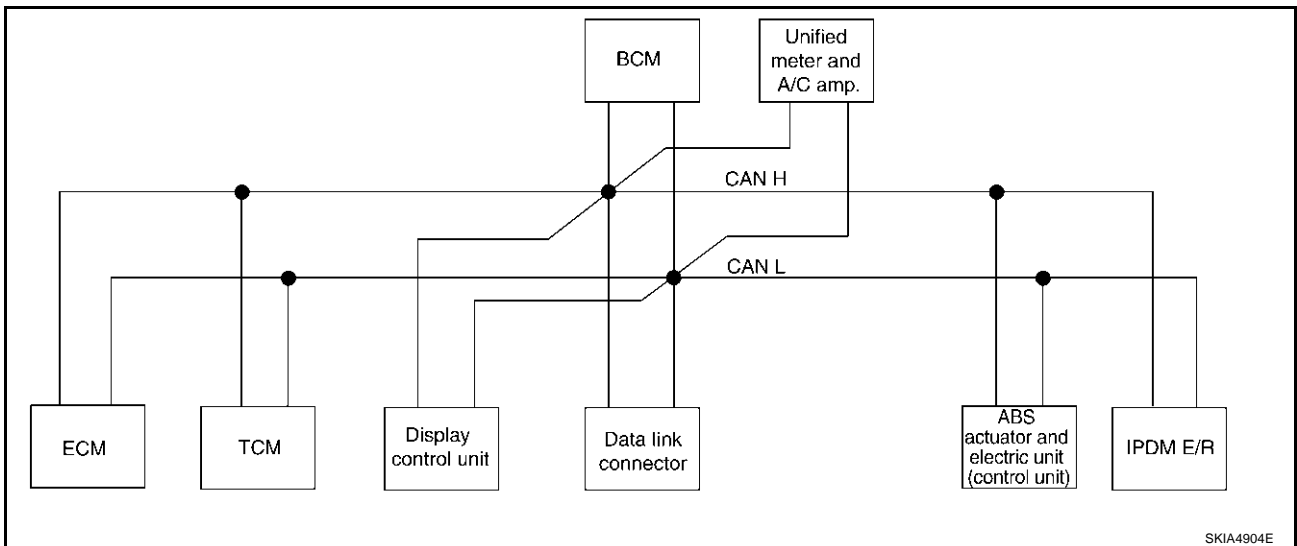 BCM
Unified
meter and
A/C amp.
CAN H
CAN L
ECM
TCM
Display
control unit
Data link
connector
ABS
actuator and
electric unit
(control unit)
IPDM E/R
SKIA4904E